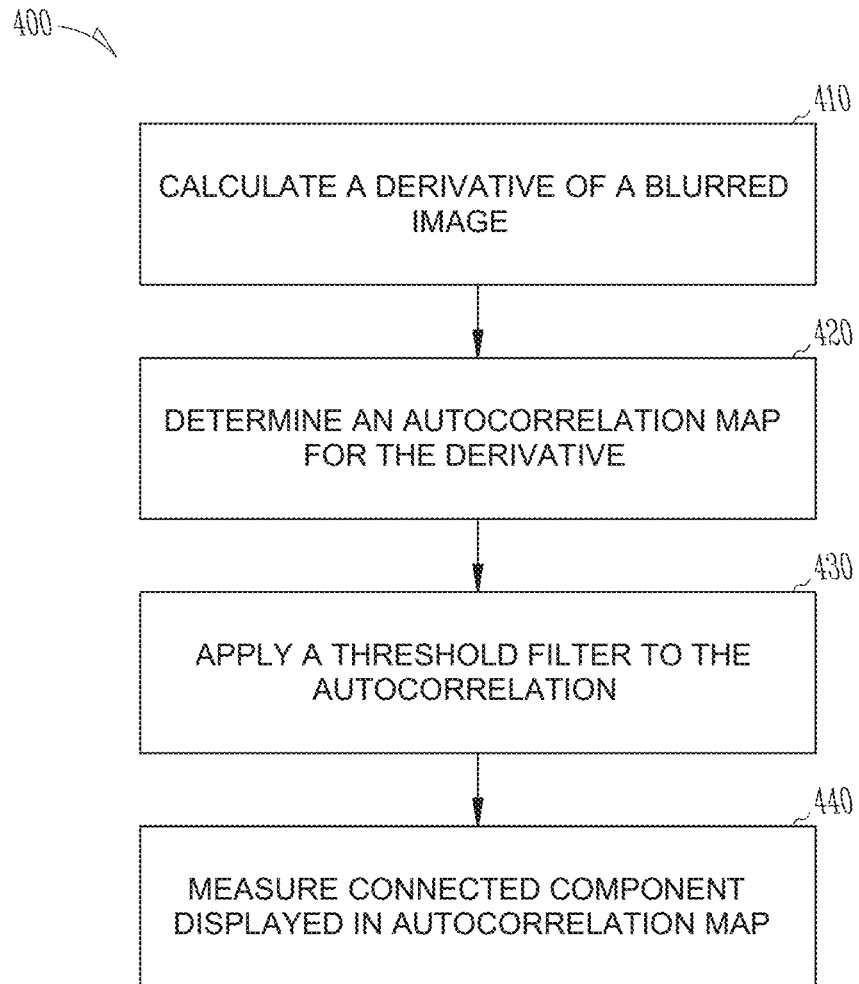 400
410
CALCULATE A DERIVATIVE OF A BLURRED
IMAGE
420
DETERMINE AN AUTOCORRELATION MAP
FOR THE DERIVATIVE
430
APPLY A THRESHOLD FILTER TO THE
AUTOCORRELATION
440
MEASURE CONNECTED COMPONENT
DISPLAYED IN AUTOCORRELATION MAP